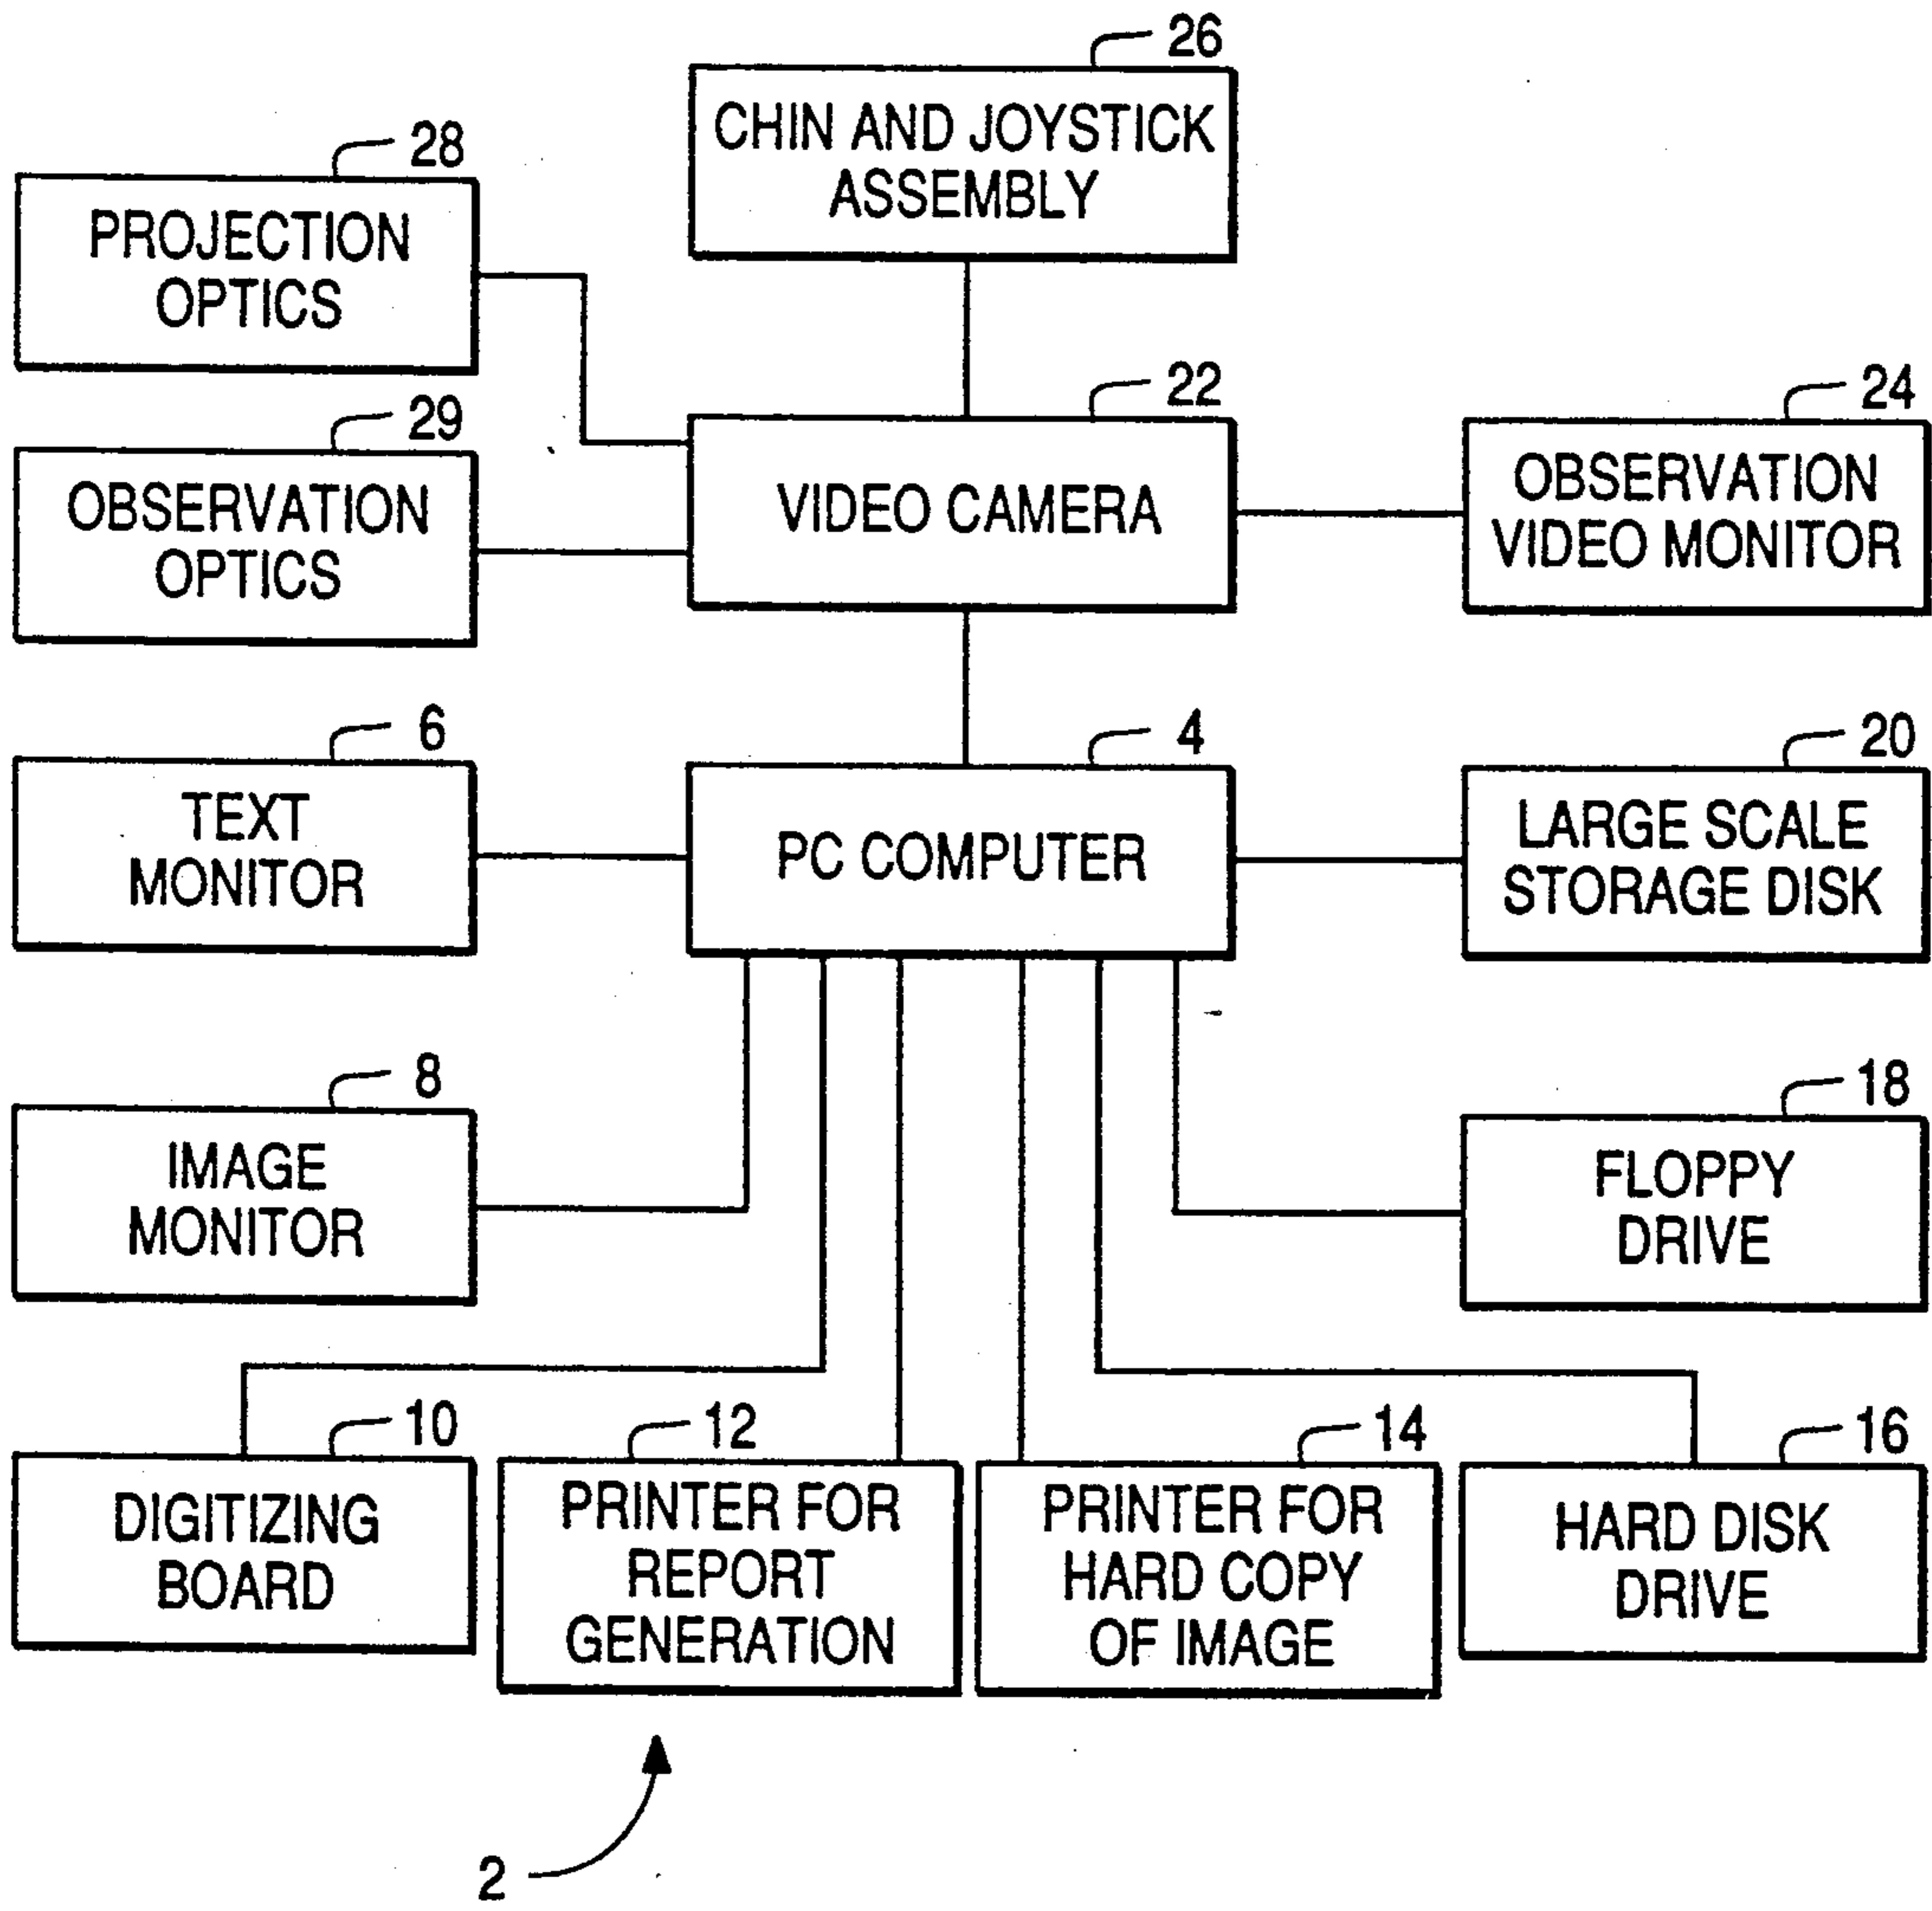 26
CHIN AND JOYSTICK
ASSEMBLY
28
PROJECTION
OPTICS
22
VIDEO CAMERA
24
OBSERVATION
VIDEO MONITOR
29
OBSERVATION
OPTICS
6
TEXT
MONITOR
4
PC COMPUTER
20
LARGE SCALE
STORAGE DISK
8
IMAGE
MONITOR
18
FLOPPY
DRIVE
10
DIGITIZING
BOARD
12
PRINTER FOR
REPORT
GENERATION
14
PRINTER FOR
HARD COPY
OF IMAGE
16
HARD DISK
DRIVE
2